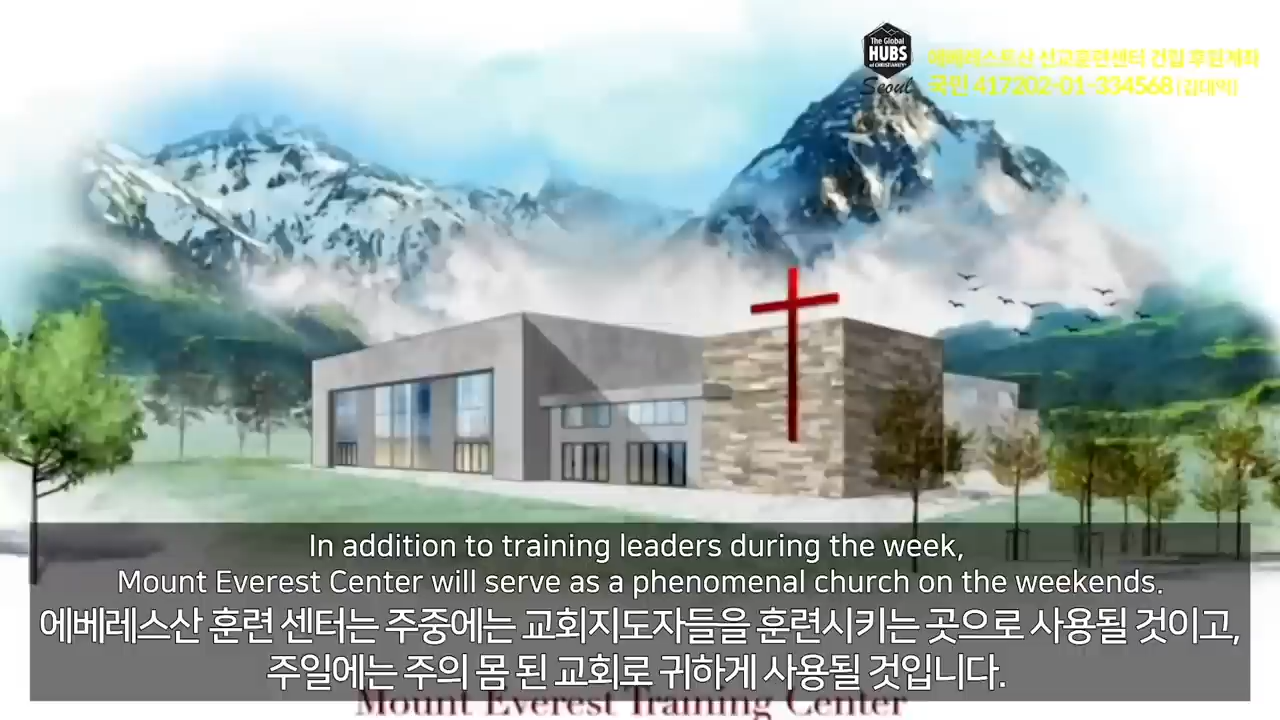 The Global
HUBS
of CHRISTIANITY
Seoul
에베레스트산 선교훈련센터 건립 후원계좌
국민 417202-01-334568 (김태억)
In addition to training leaders during the week,
Mount Everest Center will serve as a phenomenal church on the weekends.
에베레스산 훈련 센터는 주중에는 교회지도자들을 훈련시키는 곳으로 사용될 것이고,
주일에는 주의 몸 된 교회로 귀하게 사용될 것입니다.
Mount Everest Training Center